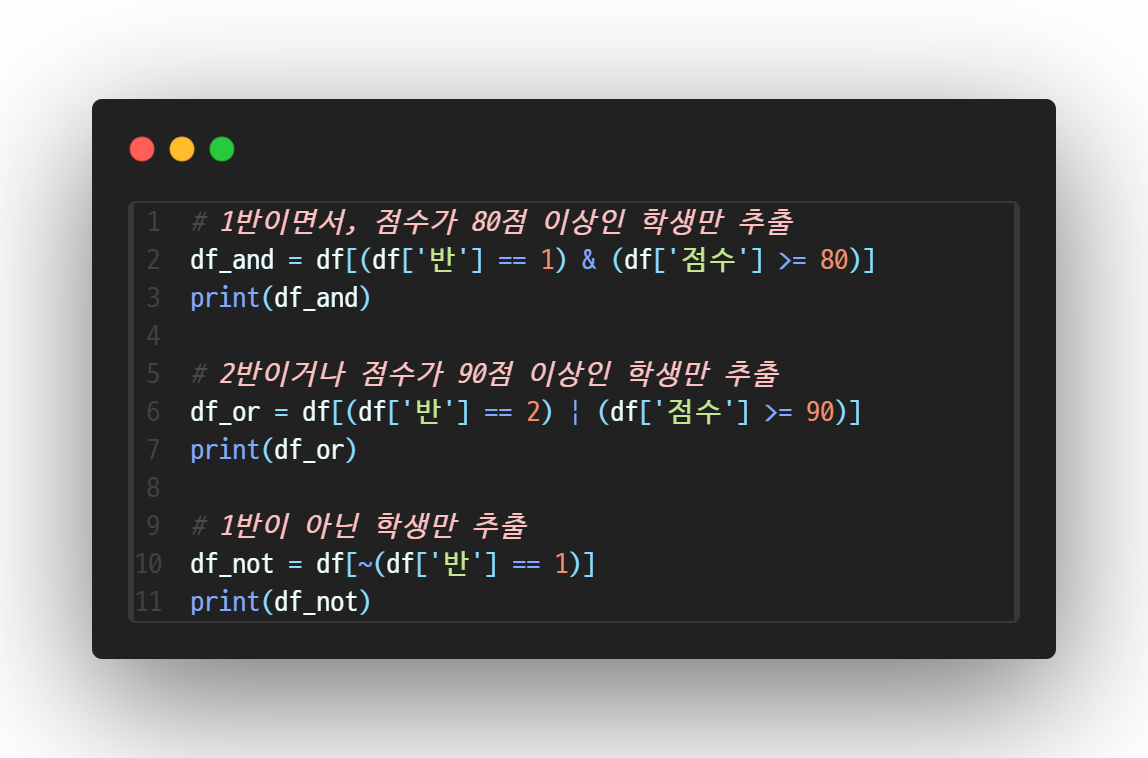 1 # 1반이면서, 점수가 80점 이상인 학생만 추출
2 df_and = df[(df['반'] == 1) & (df['점수'] >= 80)]
3 print(df_and)
4
5 # 2반이거나 점수가 90점 이상인 학생만 추출
6 df_or = df[(df['반'] == 2) | (df['점수'] >= 90)]
7 print(df_or)
8
9 # 1반이 아닌 학생만 추출
10 df_not = df[~(df['반'] == 1)]
11 print(df_not)